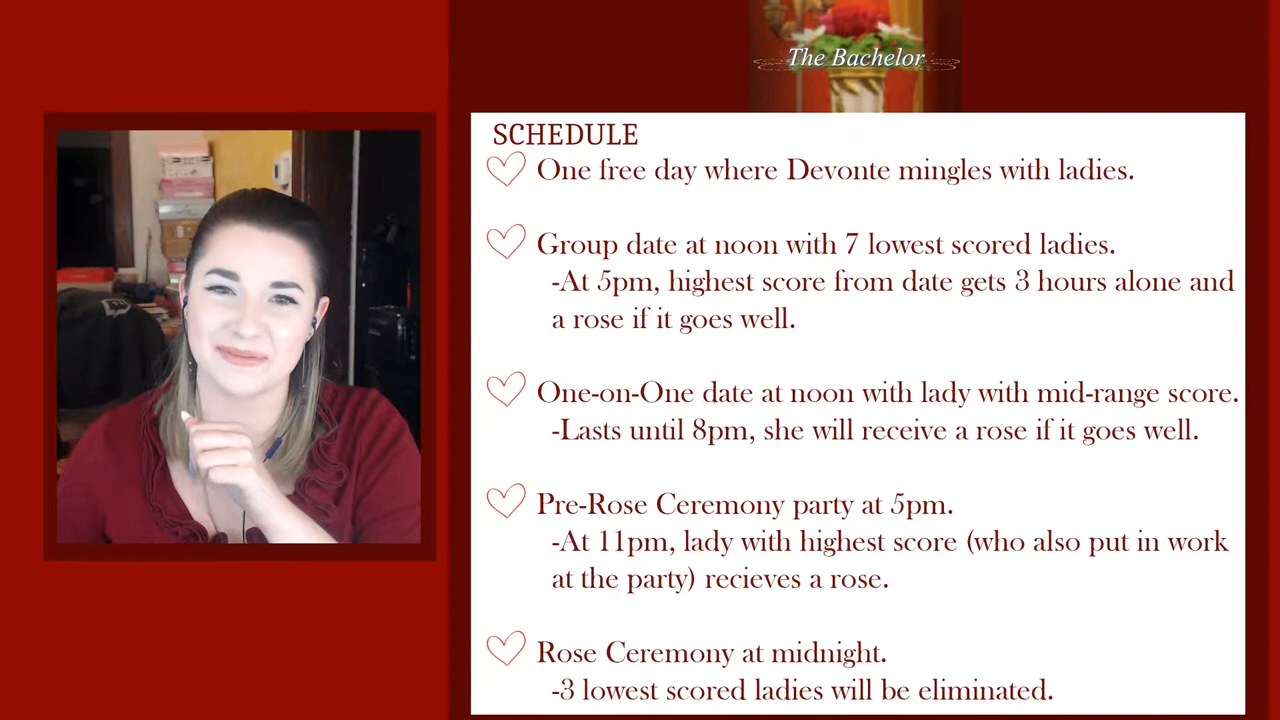 The Bachelor
SCHEDULE
One free day where Devonte mingles with ladies.
Group date at noon with 7 lowest scored ladies.
-At 5pm, highest score from date gets 3 hours alone and
a rose if it goes well.
One-on-One date at noon with lady with mid-range score.
-Lasts until 8pm, she will receive a rose if it goes well.
Pre-Rose Ceremony party at 5pm.
-At 11pm, lady with highest score (who also put in work
at the party) recieves a rose.
Rose Ceremony at midnight.
-3 lowest scored ladies will be eliminated.